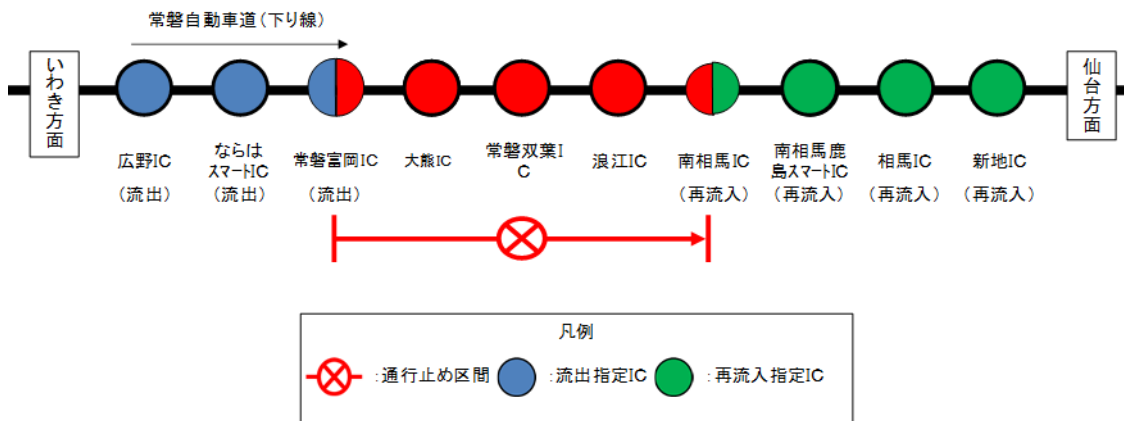 常磐自動車道(下り線)
いわき方面
仙台方面
広野IC
(流出)
ならは
スマートIC
(流出)
常磐富岡IC
(流出)
大熊IC
常磐双葉I
C
浪江IC
南相馬IC
(再流入)
南相馬鹿
島スマートIC
(再流入)
相馬IC
(再流入)
新地IC
(再流入)
凡例
:通行止め区間
:流出指定IC
:再流入指定IC